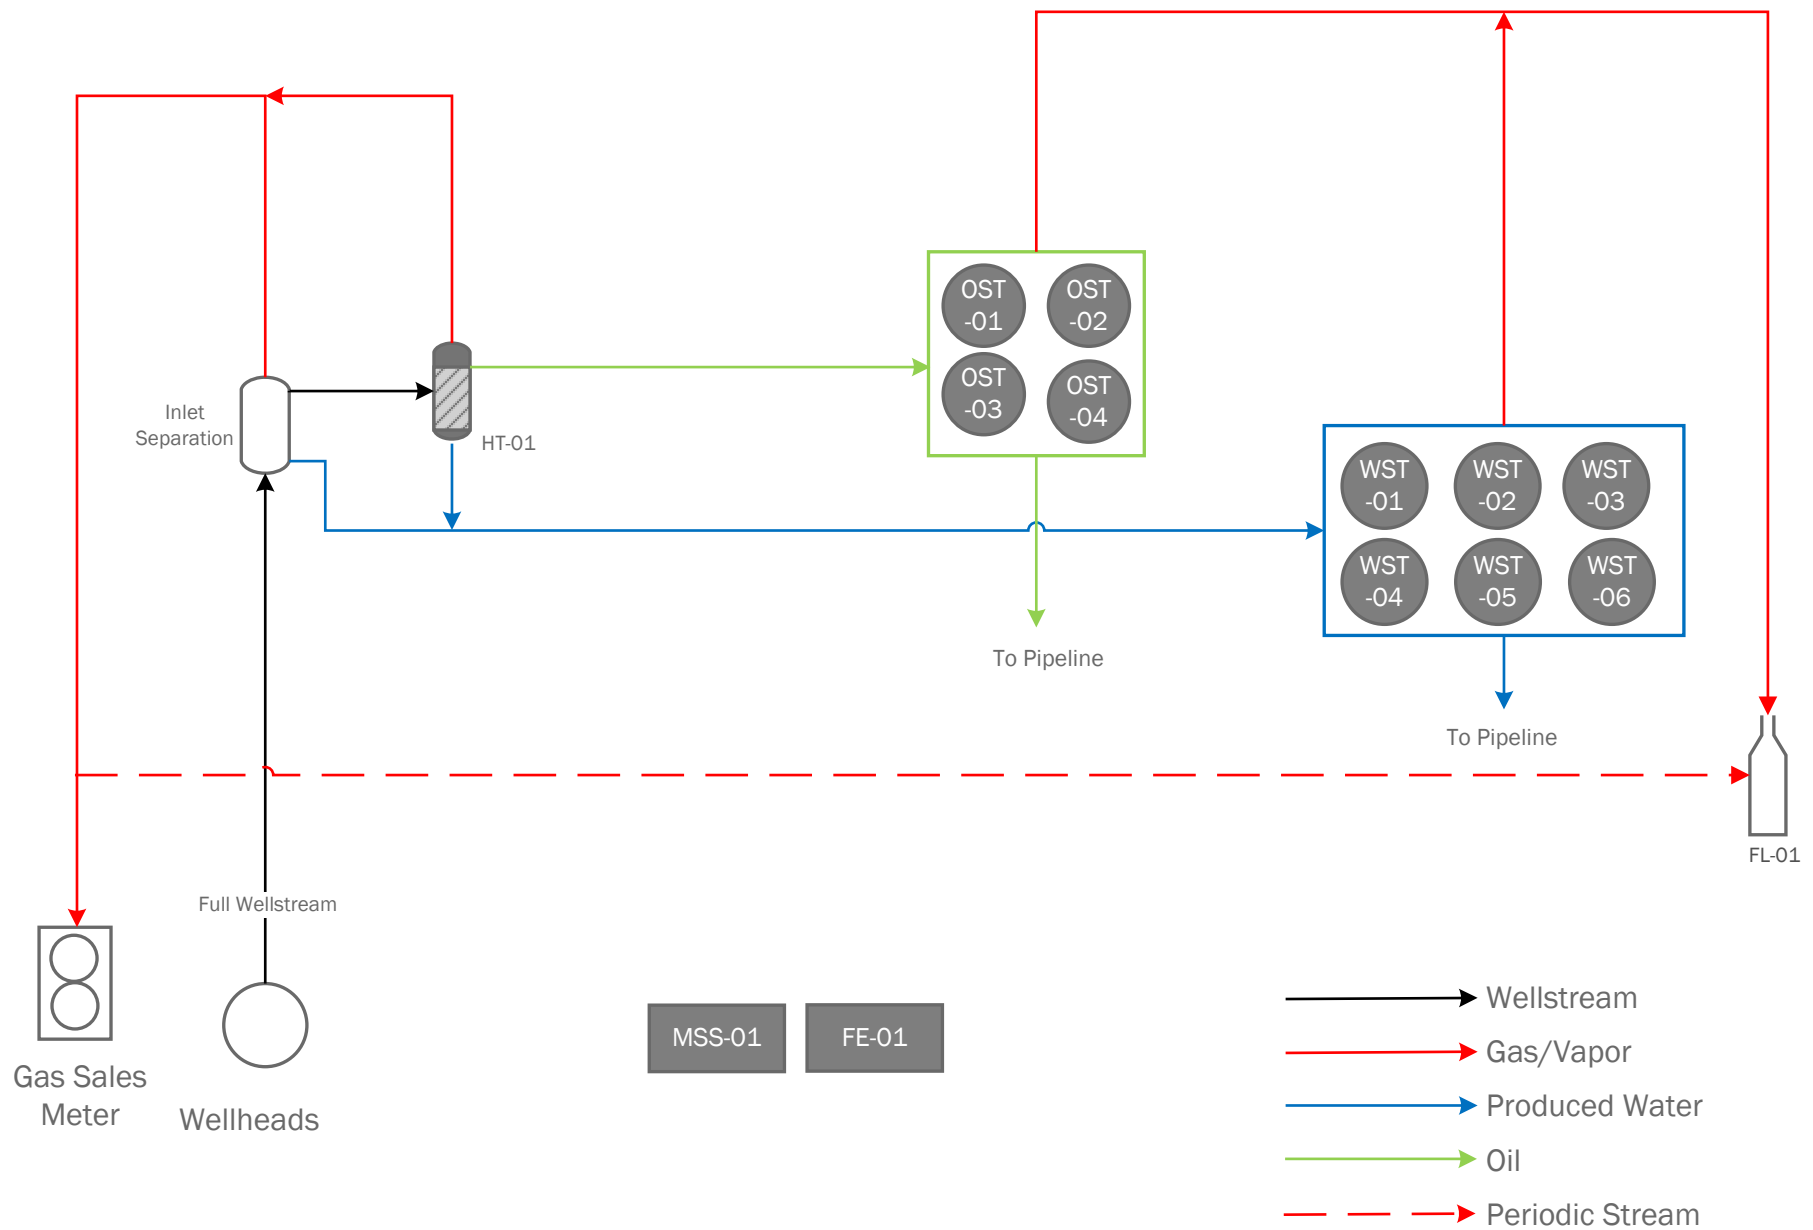 OST
-01
OST
-02
OST
-03
OST
-04
Inlet
Separation
HT-01
WST
-01
WST
-02
WST
-03
WST
-04
WST
-05
WST
-06
To Pipeline
To Pipeline
FL-01
Full Wellstream
Gas Sales
Meter
Wellheads
MSS-01
FE-01
Wellstream
Gas/Vapor
Produced Water
Oil
Periodic Stream